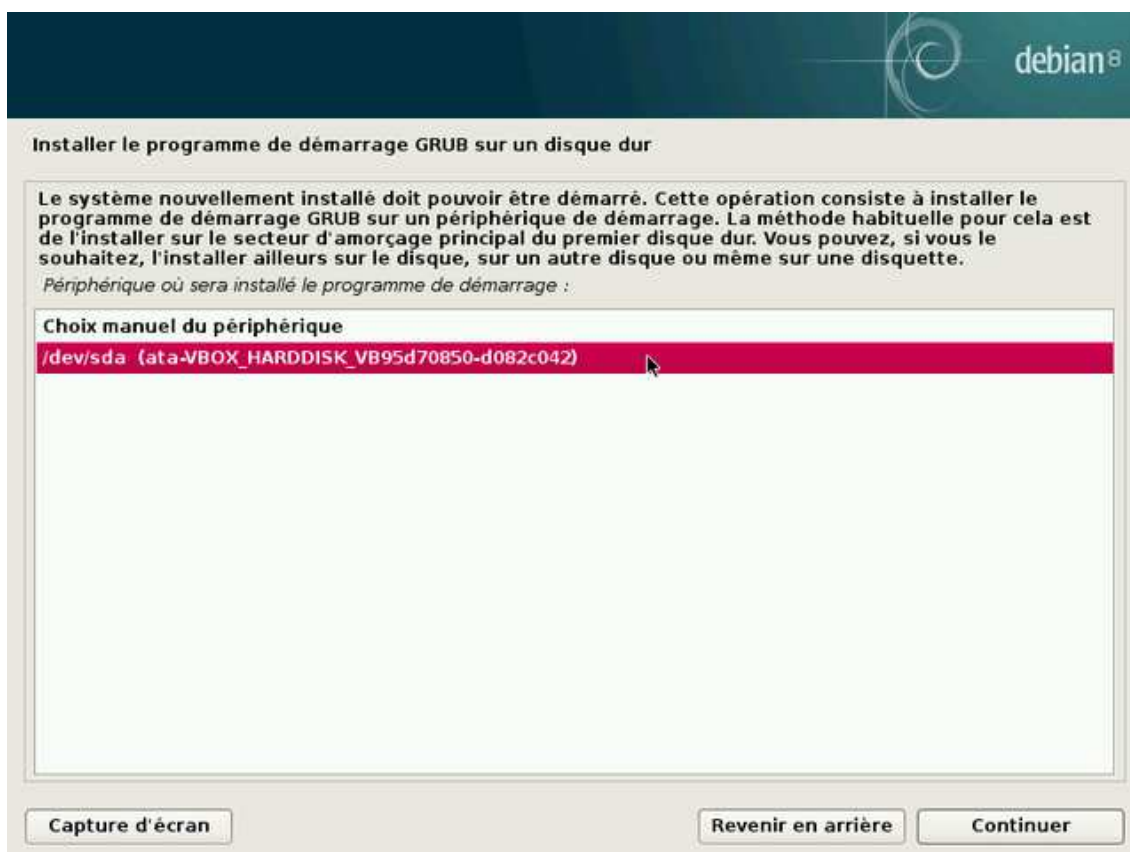 debian 8
Installer le programme de démarrage GRUB sur un disque dur
Le système nouvellement installé doit pouvoir être démarré. Cette opération consiste à installer le
programme de démarrage GRUB sur un périphérique de démarrage. La méthode habituelle pour cela est
de l'installer sur le secteur d'amorçage principal du premier disque dur. Vous pouvez, si vous le
souhaitez, l'installer ailleurs sur le disque, sur un autre disque ou même sur une disquette.
Périphérique où sera installé le programme de démarrage :
Choix manuel du périphérique
/dev/sda (ata-VBOX_HARDDISK_VB95d70850-d082c042)
Capture d'écran
Revenir en arrière
Continuer